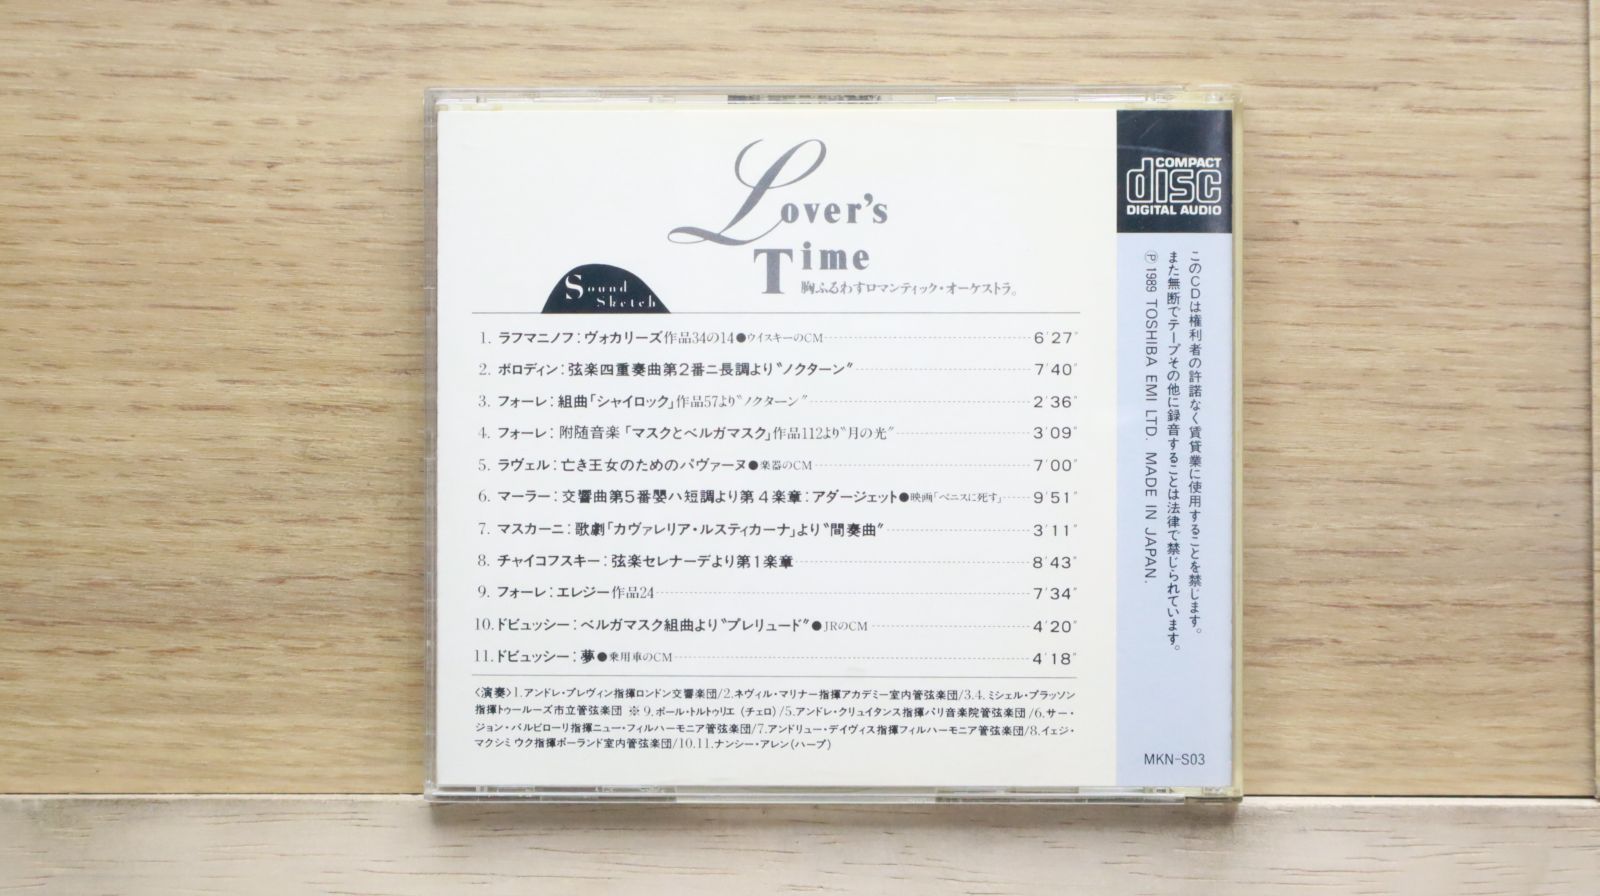 Lover's
Time
胸ふるわすロマンティック・オーケストラ。
Sound
Sketch
1. ラフマニノフ：ヴォカリーズ作品34の14●ウイスキーのCM 6'27"
2. ボロディン：弦楽四重奏曲第2番ニ長調より“ノクターン” 7'40"
3. フォーレ：組曲「シャイロック」作品57より“ノクターン” 2'36"
4. フォーレ：附随音楽「マスクとベルガマスク」作品112より“月の光” 3'09"
5. ラヴェル：亡き王女のためのパヴァーヌ●楽器のCM 7'00"
6. マーラー：交響曲第5番嬰ハ短調より第4楽章：アダージェット●映画「ベニスに死す」 9'51"
7. マスカーニ：歌劇「カヴァレリア・ルスティカーナ」より“間奏曲” 3'11"
8. チャイコフスキー：弦楽セレナーデより第1楽章 8'43"
9. フォーレ：エレジー作品24 7'34"
10. ドビュッシー：ベルガマスク組曲より“プレリュード”●JRのCM 4'20"
11. ドビュッシー：夢●乗用車のCM 4'18"
〈演奏〉1.アンドレ・プレヴィン指揮ロンドン交響楽団/2.ネヴィル・マリナー指揮アカデミー室内管弦楽団/3.4.ミシェル・プラッソン
指揮トゥールーズ市立管弦楽団 ※9.ポール・トルトゥリエ（チェロ）/5.アンドレ・クリュイタンス指揮パリ音楽院管弦楽団/6.サー・
ジョン・バルビローリ指揮ニュー・フィルハーモニア管弦楽団/7.アンドリュー・デイヴィス指揮フィルハーモニア管弦楽団/8.イェジ・
マクシミウク指揮ポーランド室内管弦楽団/10.11.ナンシー・アレン（ハープ）
COMPACT
disc
DIGITAL AUDIO
このCDは権利者の許諾なく賃貸業に使用することを禁じます。
また無断でテープその他に録音することは法律で禁じられています。
Ⓟ 1989 TOSHIBA EMI LTD. MADE IN JAPAN.
MKN-S03